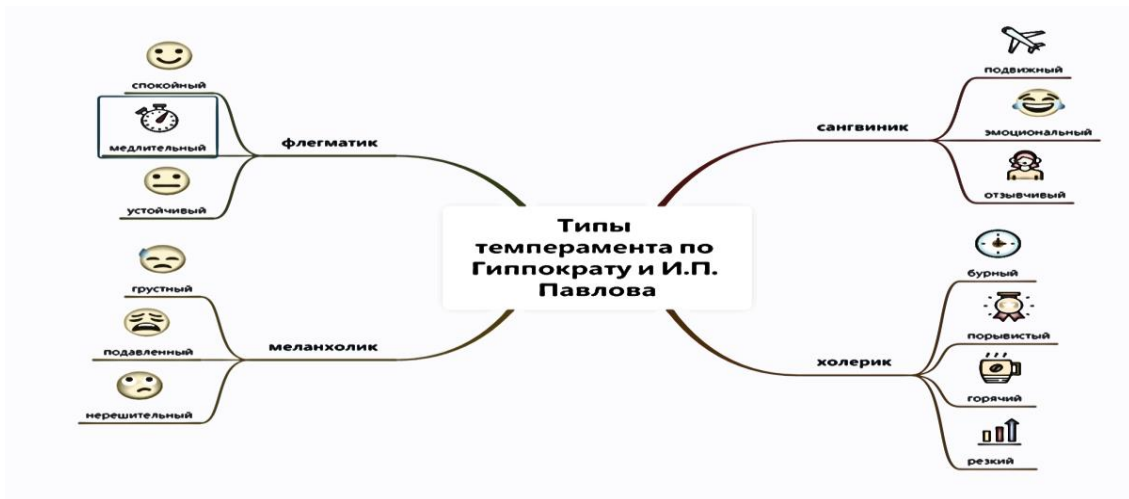 Типы
темперамента по
Гиппократу и И.П.
Павлова
флегматик
спокойный
медлительный
устойчивый
меланхолик
грустный
подавленный
нерешительный
сангвиник
подвижный
эмоциональный
отзывчивый
холерик
бурный
порывистый
горячий
резкий